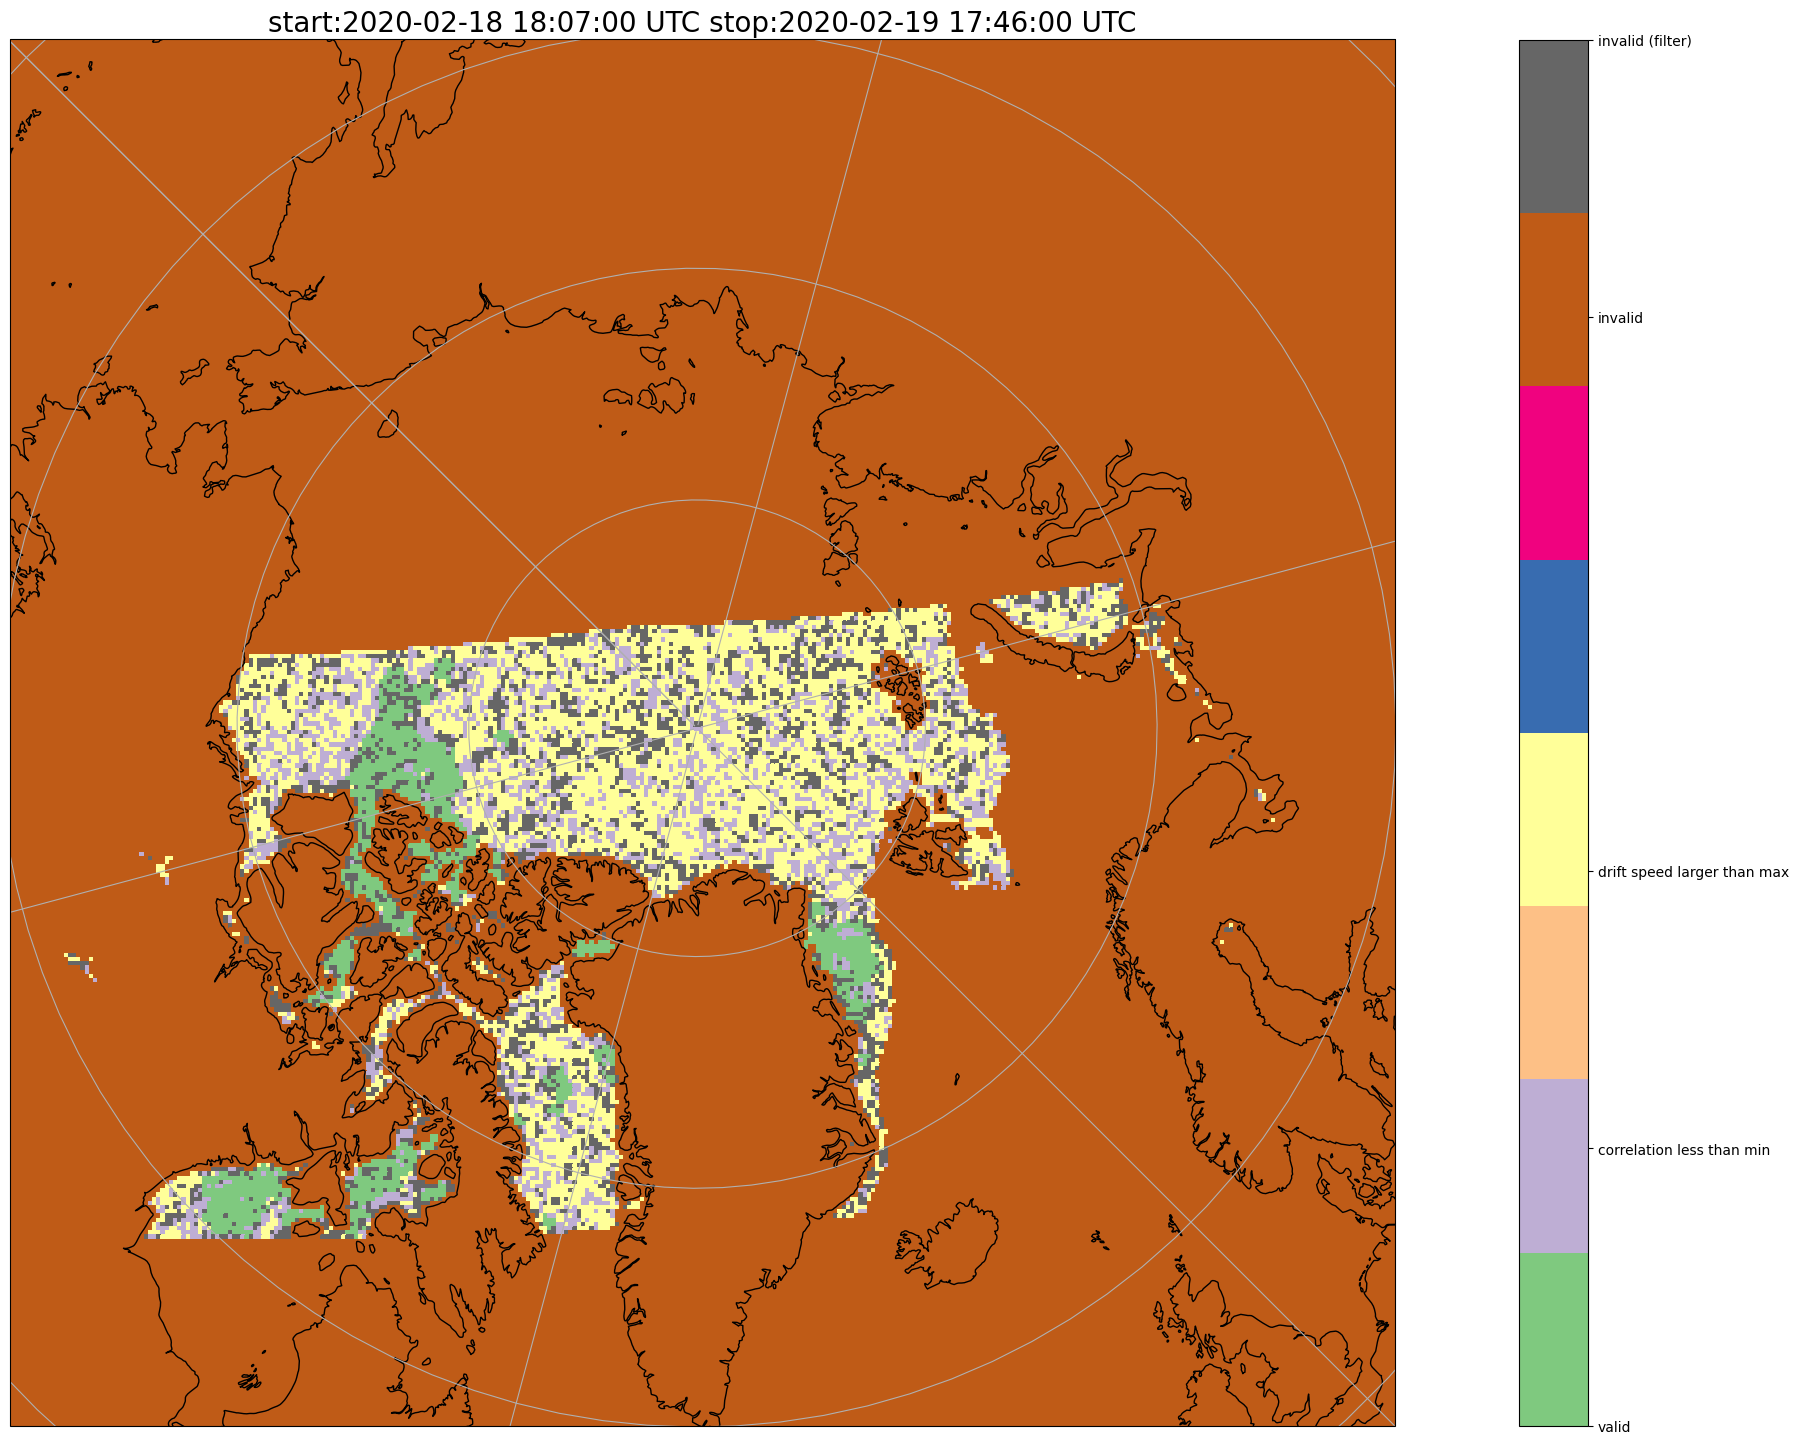 start:2020-02-18 18:07:00 UTC stop:2020-02-19 17:46:00 UTC
invalid (filter)
invalid
drift speed larger than max
correlation less than min
valid